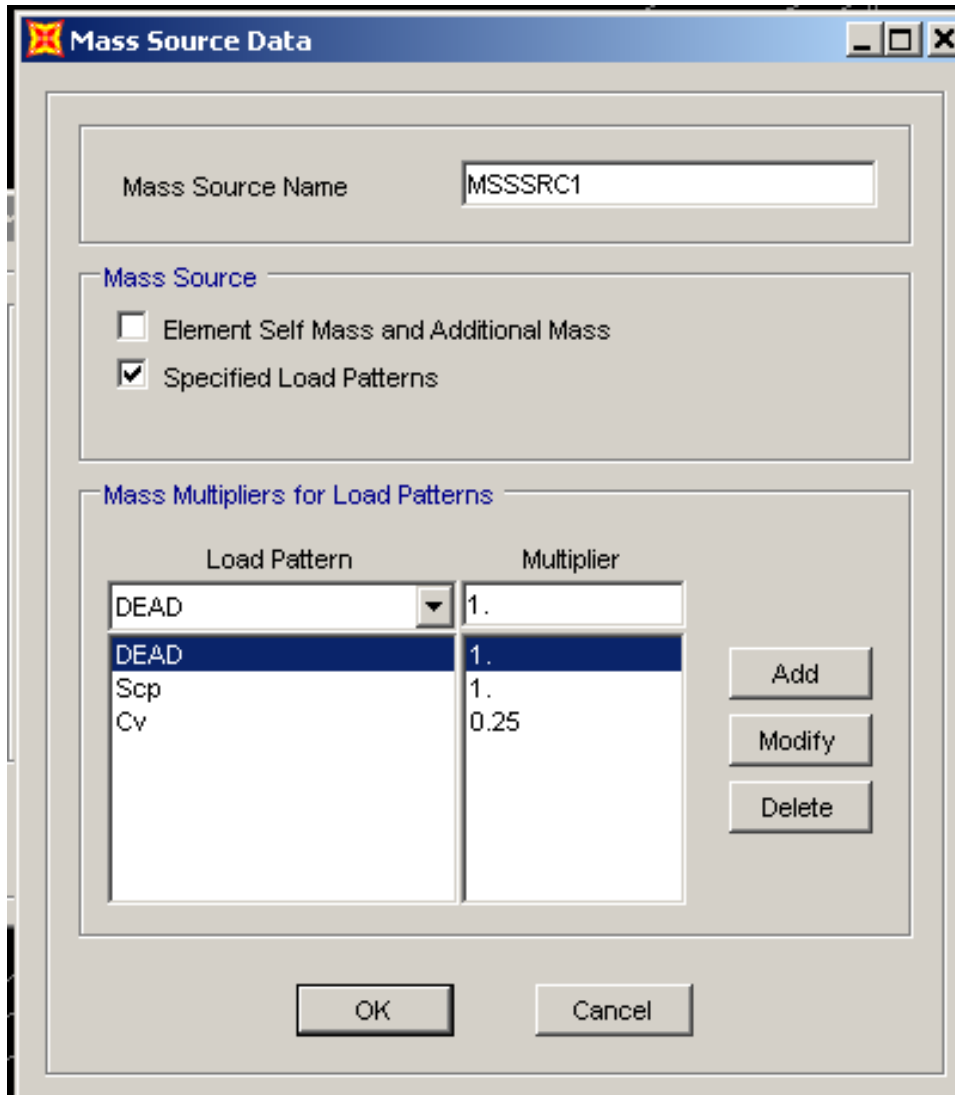 Mass Source Data
Mass Source Name MSSSRC1
Mass Source
Element Self Mass and Additional Mass
Specified Load Patterns
Mass Multipliers for Load Patterns
Load Pattern Multiplier
DEAD 1.
DEAD 1.
Scp 1.
Cv 0.25
Add
Modify
Delete
OK Cancel